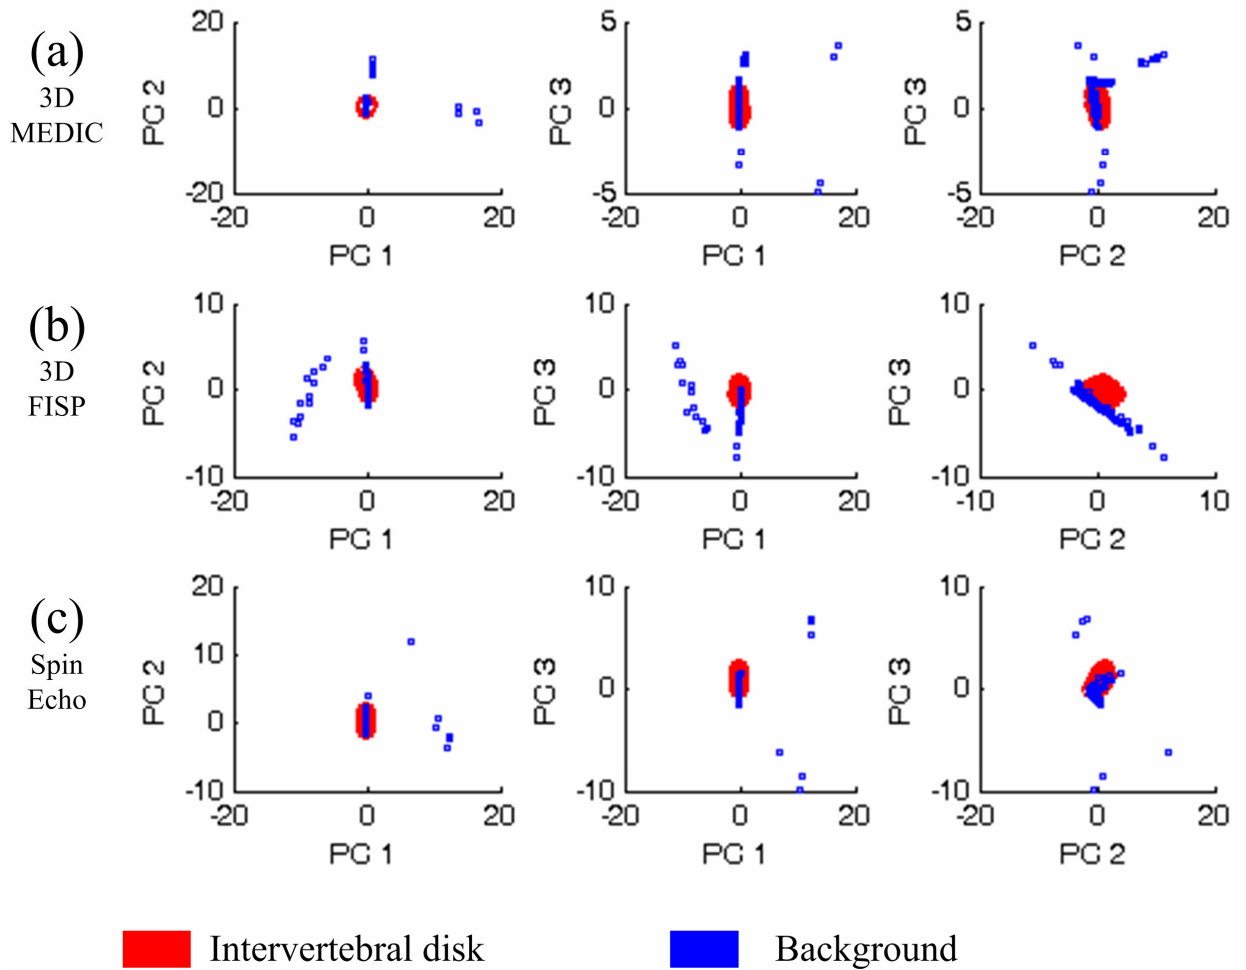 (a)
3D
MEDIC
20
0
-20
-20 0 20
PC 2
PC 1
5
0
-5
-20 0 20
PC 3
PC 1
5
0
-5
-20 0 20
PC 3
PC 2
(b)
3D
FISP
10
0
-10
-20 0 20
PC 2
PC 1
10
0
-10
-20 0 20
PC 3
PC 1
10
0
-10
-10 0 10
PC 3
PC 2
(c)
Spin
Echo
20
10
0
-10
-20 0 20
PC 2
PC 1
10
0
-10
-20 0 20
PC 3
PC 1
10
0
-10
-20 0 20
PC 3
PC 2
Intervertebral disk
Background